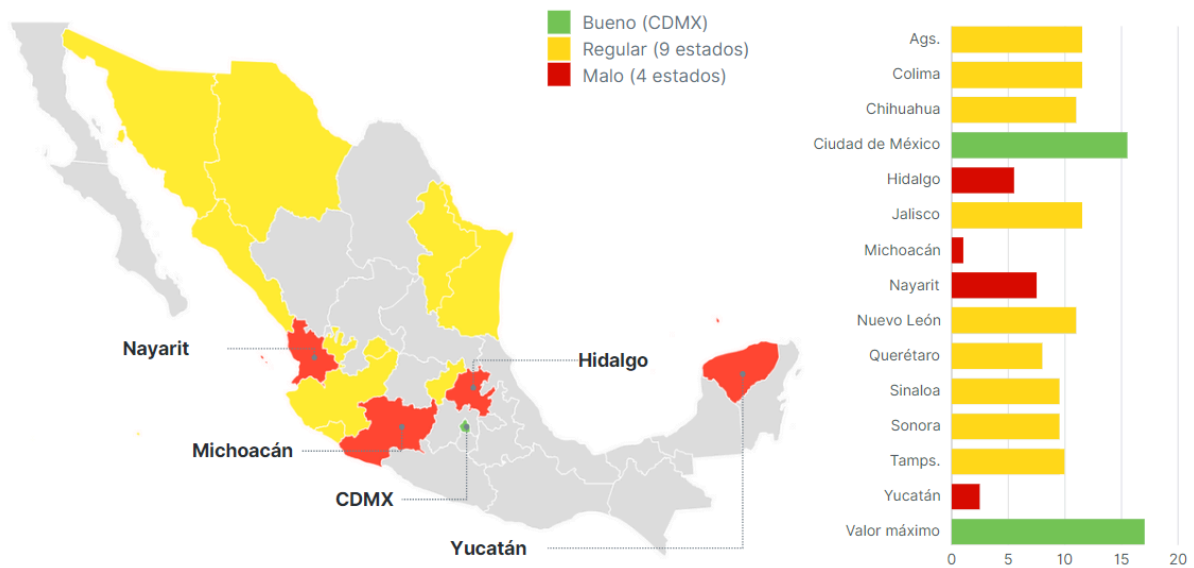 Bueno (CDMX)
Regular (9 estados)
Malo (4 estados)
Nayarit
Hidalgo
Michoacán
CDMX
Yucatán
Ags.
Colima
Chihuahua
Ciudad de México
Hidalgo
Jalisco
Michoacán
Nayarit
Nuevo León
Querétaro
Sinaloa
Sonora
Tamps.
Yucatán
Valor máximo
0 5 10 15 20